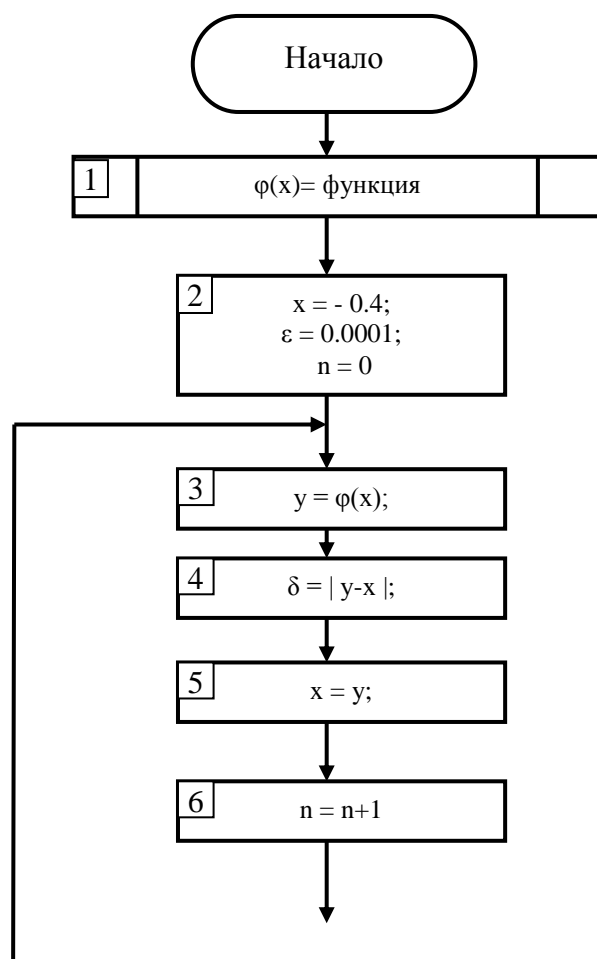 Начало
1
φ(x)= функция
2
x = - 0.4;
ε = 0.0001;
n = 0
3
y = φ(x);
4
δ = | y-x |;
5
x = y;
6
n = n+1